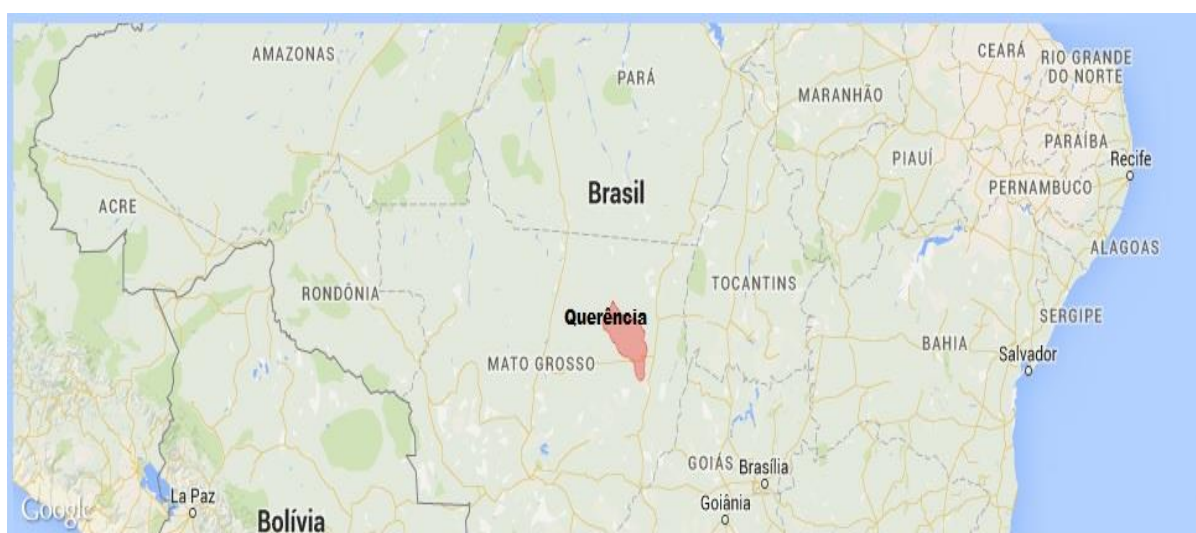 CEARÁ
RIO GRANDE
DO NORTE
AMAZONAS
PARÁ
MARANHÃO
PARAÍBA
PIAUÍ
Recife
Brasil
PERNAMBUCO
ACRE
ALAGOAS
TOCANTINS
RONDÔNIA
Querência
SERGIPE
BAHIA
Salvador
MATO GROSSO
GOIÁS
Brasília
La Paz
Goiânia
Google
Bolívia